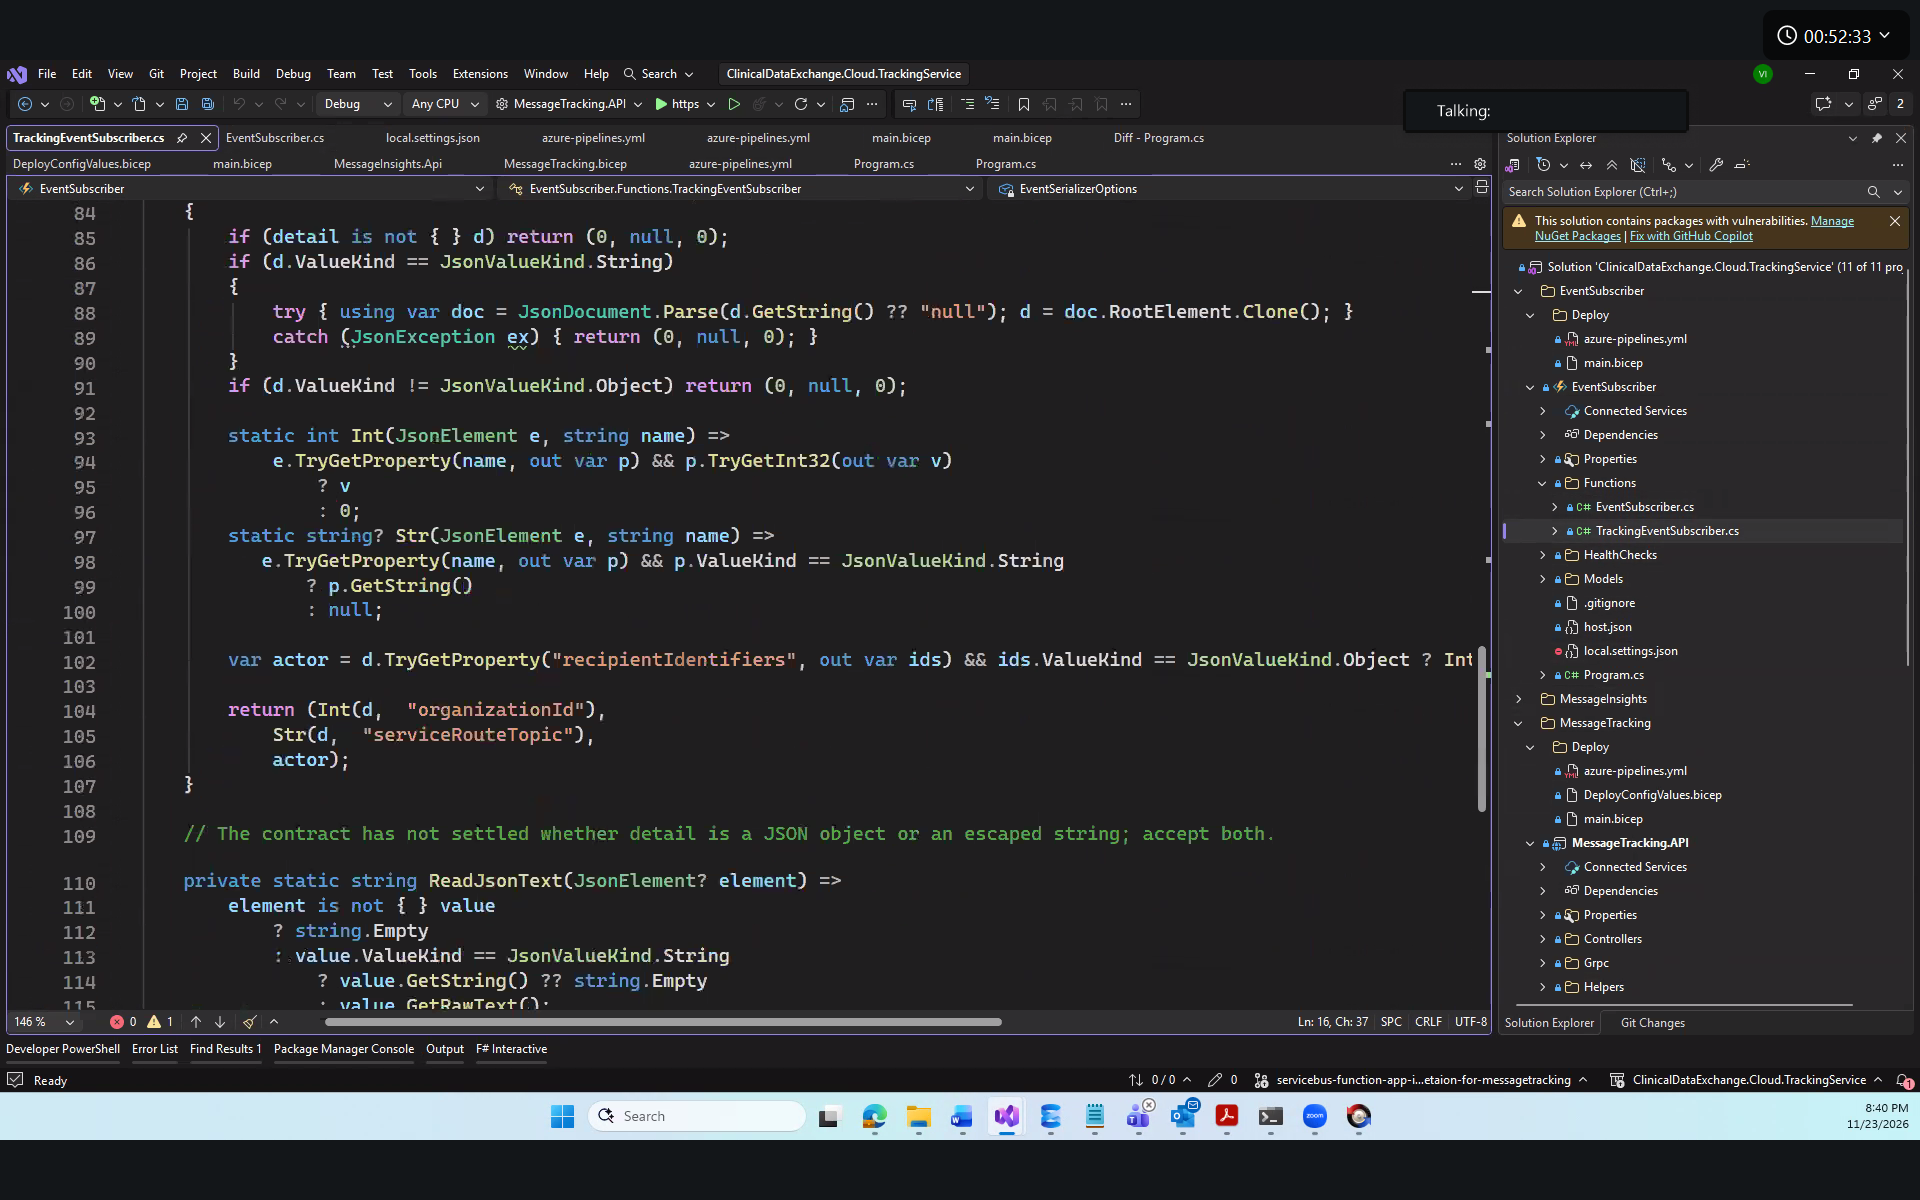 00:52:33
File Edit View Git Project Build Debug Team Test Tools Extensions Window Help Search ClinicalDataExchange.Cloud.TrackingService VI
Debug Any CPU MessageTracking.API https 2
Talking:
TrackingEventSubscriber.cs EventSubscriber.cs local.settings.json azure-pipelines.yml azure-pipelines.yml main.bicep main.bicep Diff - Program.cs
DeployConfigValues.bicep main.bicep MessageInsights.Api MessageTracking.bicep azure-pipelines.yml Program.cs Program.cs
EventSubscriber EventSubscriber.Functions.TrackingEventSubscriber EventSerializerOptions
84 {
85 if (detail is not { } d) return (0, null, 0);
86 if (d.ValueKind == JsonValueKind.String)
87 {
88 try { using var doc = JsonDocument.Parse(d.GetString() ?? "null"); d = doc.RootElement.Clone(); }
89 catch (JsonException ex) { return (0, null, 0); }
90 }
91 if (d.ValueKind != JsonValueKind.Object) return (0, null, 0);
92
93 static int Int(JsonElement e, string name) =>
94 e.TryGetProperty(name, out var p) && p.TryGetInt32(out var v)
95 ? v
96 : 0;
97 static string? Str(JsonElement e, string name) =>
98 e.TryGetProperty(name, out var p) && p.ValueKind == JsonValueKind.String
99 ? p.GetString()
100 : null;
101
102 var actor = d.TryGetProperty("recipientIdentifiers", out var ids) && ids.ValueKind == JsonValueKind.Object ? Int
103
104 return (Int(d, "organizationId"),
105 Str(d, "serviceRouteTopic"),
106 actor);
107 }
108
109 // The contract has not settled whether detail is a JSON object or an escaped string; accept both.
110 private static string ReadJsonText(JsonElement? element) =>
111 element is not { } value
112 ? string.Empty
113 : value.ValueKind == JsonValueKind.String
114 ? value.GetString() ?? string.Empty
115 : value.GetRawText();
146 % 0 1 Ln: 16, Ch: 37 SPC CRLF UTF-8
Solution Explorer
Search Solution Explorer (Ctrl+;)
This solution contains packages with vulnerabilities. Manage
NuGet Packages | Fix with GitHub Copilot
Solution 'ClinicalDataExchange.Cloud.TrackingService' (11 of 11 pro
EventSubscriber
Deploy
azure-pipelines.yml
main.bicep
EventSubscriber
Connected Services
Dependencies
Properties
Functions
C# EventSubscriber.cs
C# TrackingEventSubscriber.cs
HealthChecks
Models
.gitignore
host.json
local.settings.json
C# Program.cs
MessageInsights
MessageTracking
Deploy
azure-pipelines.yml
DeployConfigValues.bicep
main.bicep
MessageTracking.API
Connected Services
Dependencies
Properties
Controllers
Grpc
Helpers
Solution Explorer Git Changes
Developer PowerShell Error List Find Results 1 Package Manager Console Output F# Interactive
Ready 0 / 0 0 servicebus-function-app-i...etaion-for-messagetracking ClinicalDataExchange.Cloud.TrackingService 1
Search zoom
8:40 PM
11/23/2026